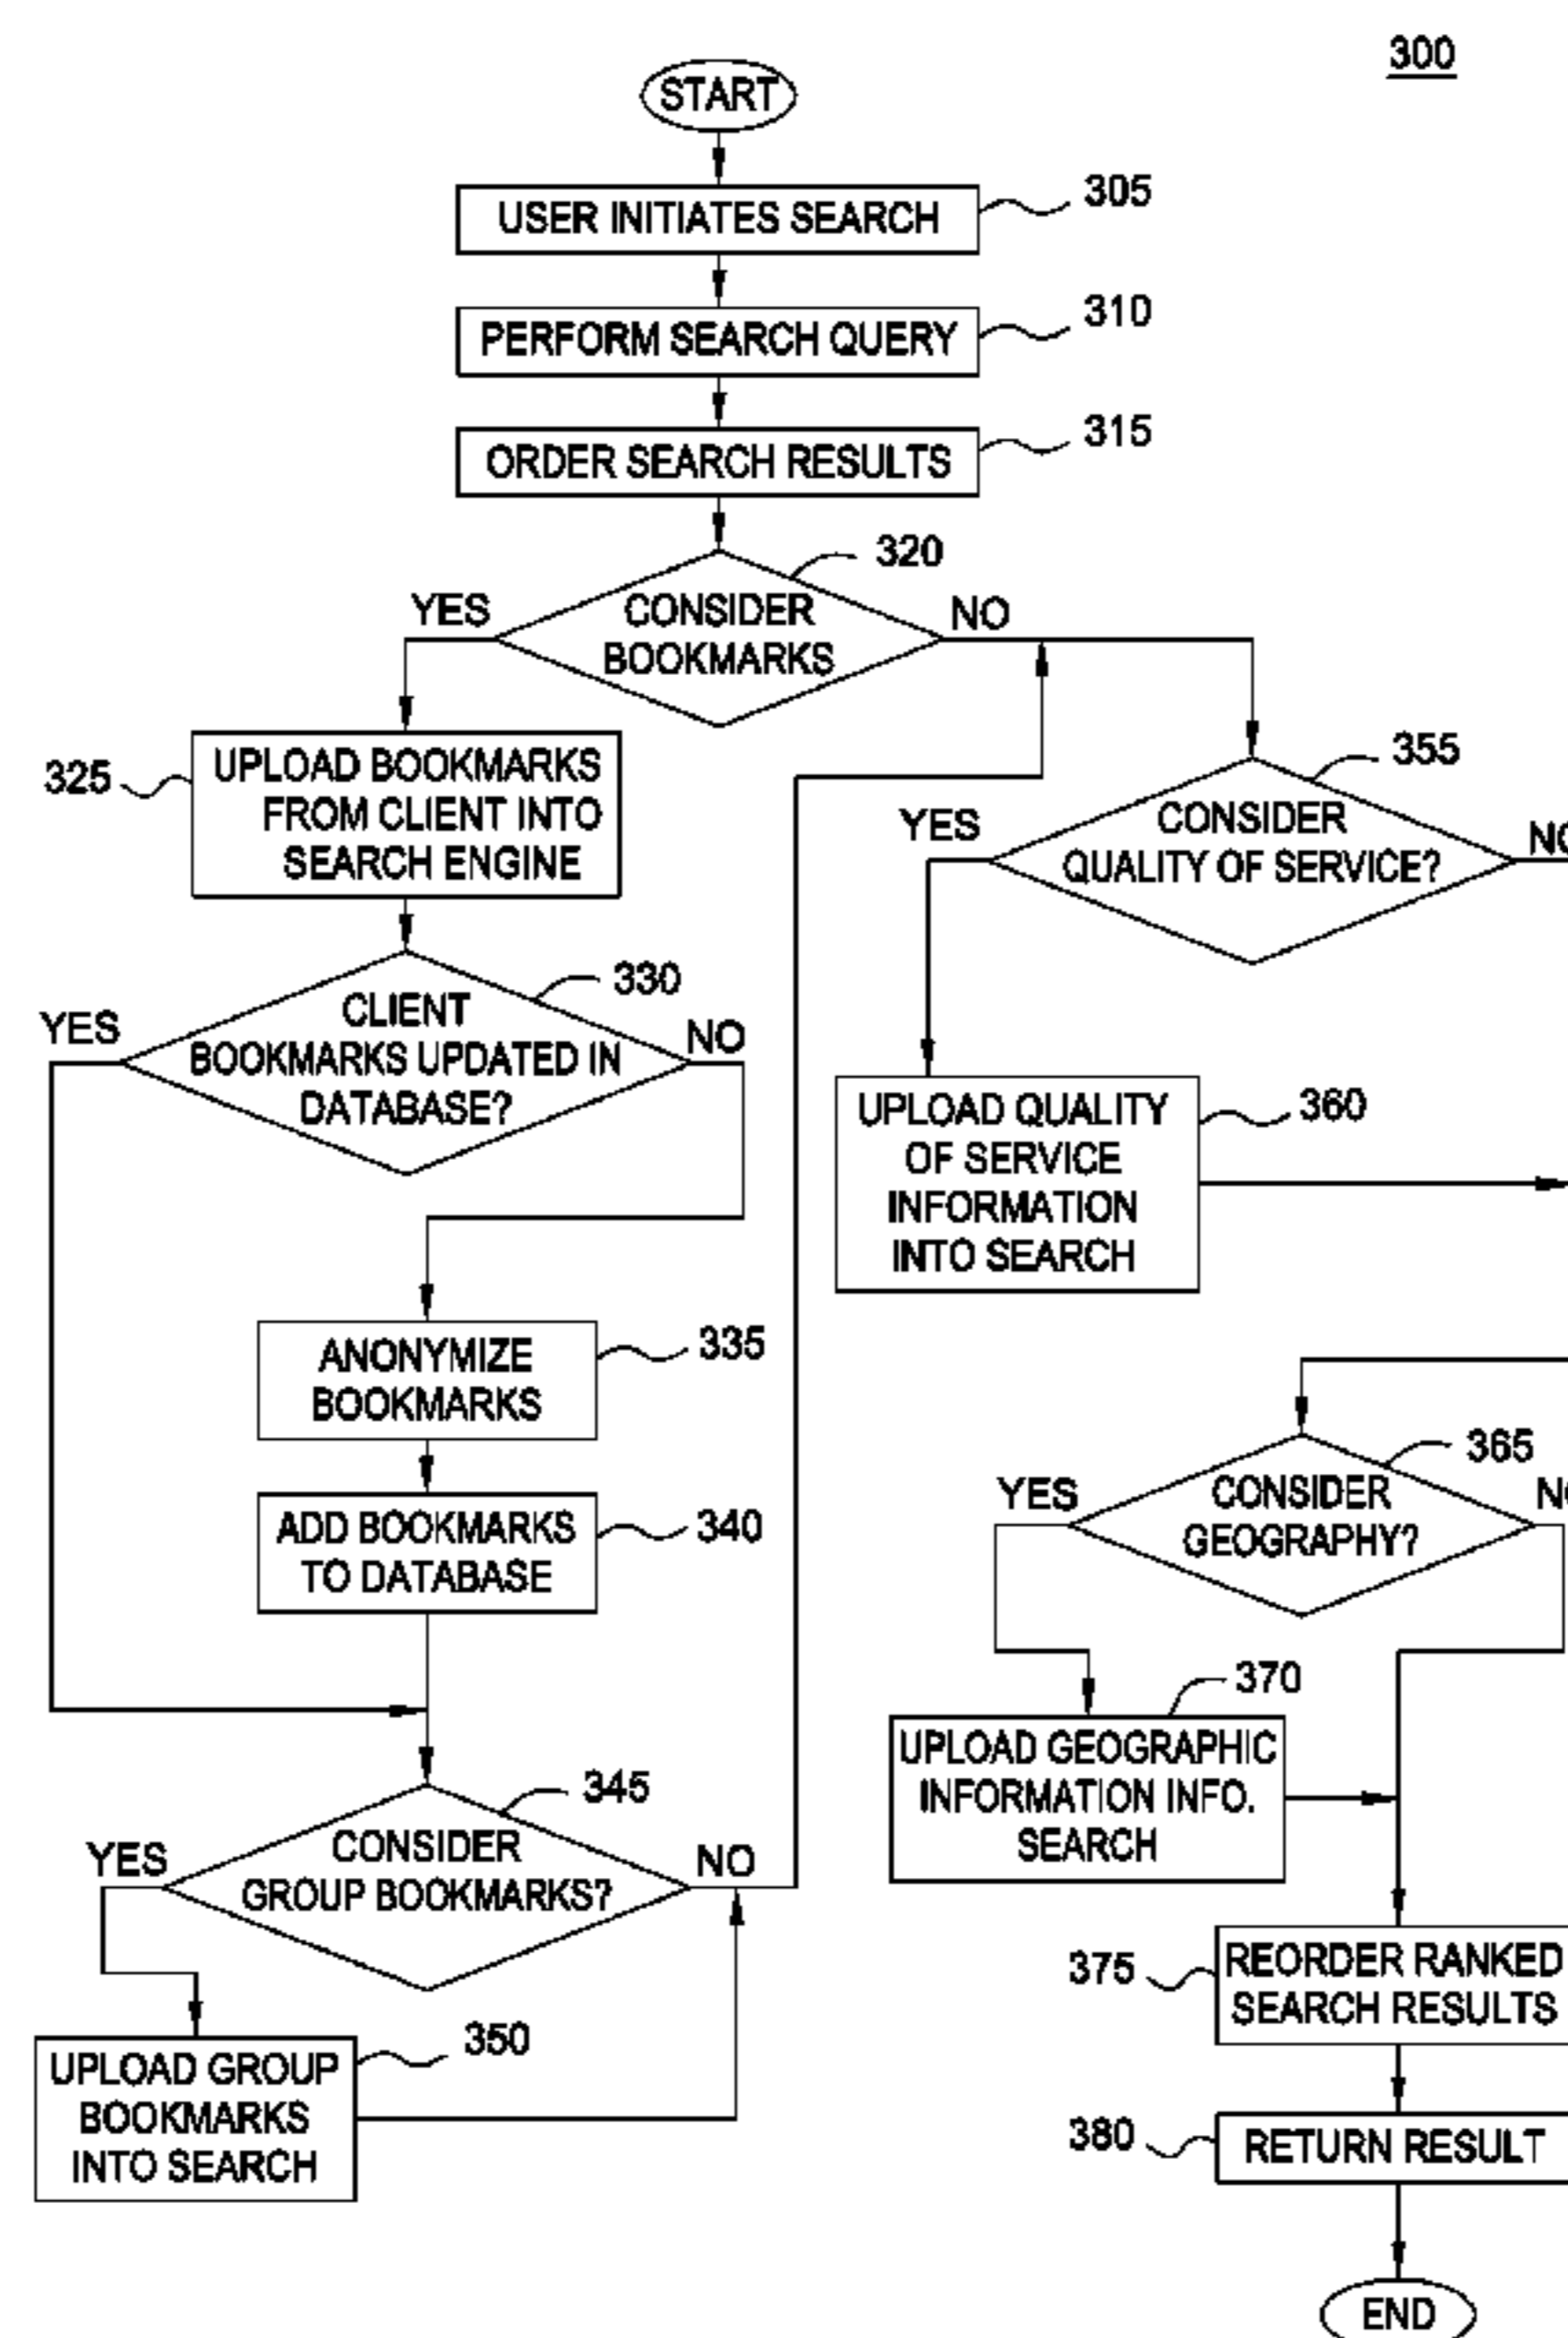 300
START
USER INITIATES SEARCH
305
PERFORM SEARCH QUERY
310
ORDER SEARCH RESULTS
315
320
YES
CONSIDER
BOOKMARKS
NO
325
UPLOAD BOOKMARKS
FROM CLIENT INTO
SEARCH ENGINE
330
YES
CLIENT
BOOKMARKS UPDATED IN
DATABASE?
NO
ANONYMIZE
BOOKMARKS
335
ADD BOOKMARKS
TO DATABASE
340
345
YES
CONSIDER
GROUP BOOKMARKS?
NO
350
UPLOAD GROUP
BOOKMARKS
INTO SEARCH
355
YES
CONSIDER
QUALITY OF SERVICE?
NO
UPLOAD QUALITY
OF SERVICE
INFORMATION
INTO SEARCH
360
365
YES
CONSIDER
GEOGRAPHY?
NO
370
UPLOAD GEOGRAPHIC
INFORMATION INFO.
SEARCH
375
REORDER RANKED
SEARCH RESULTS
380
RETURN RESULT
END